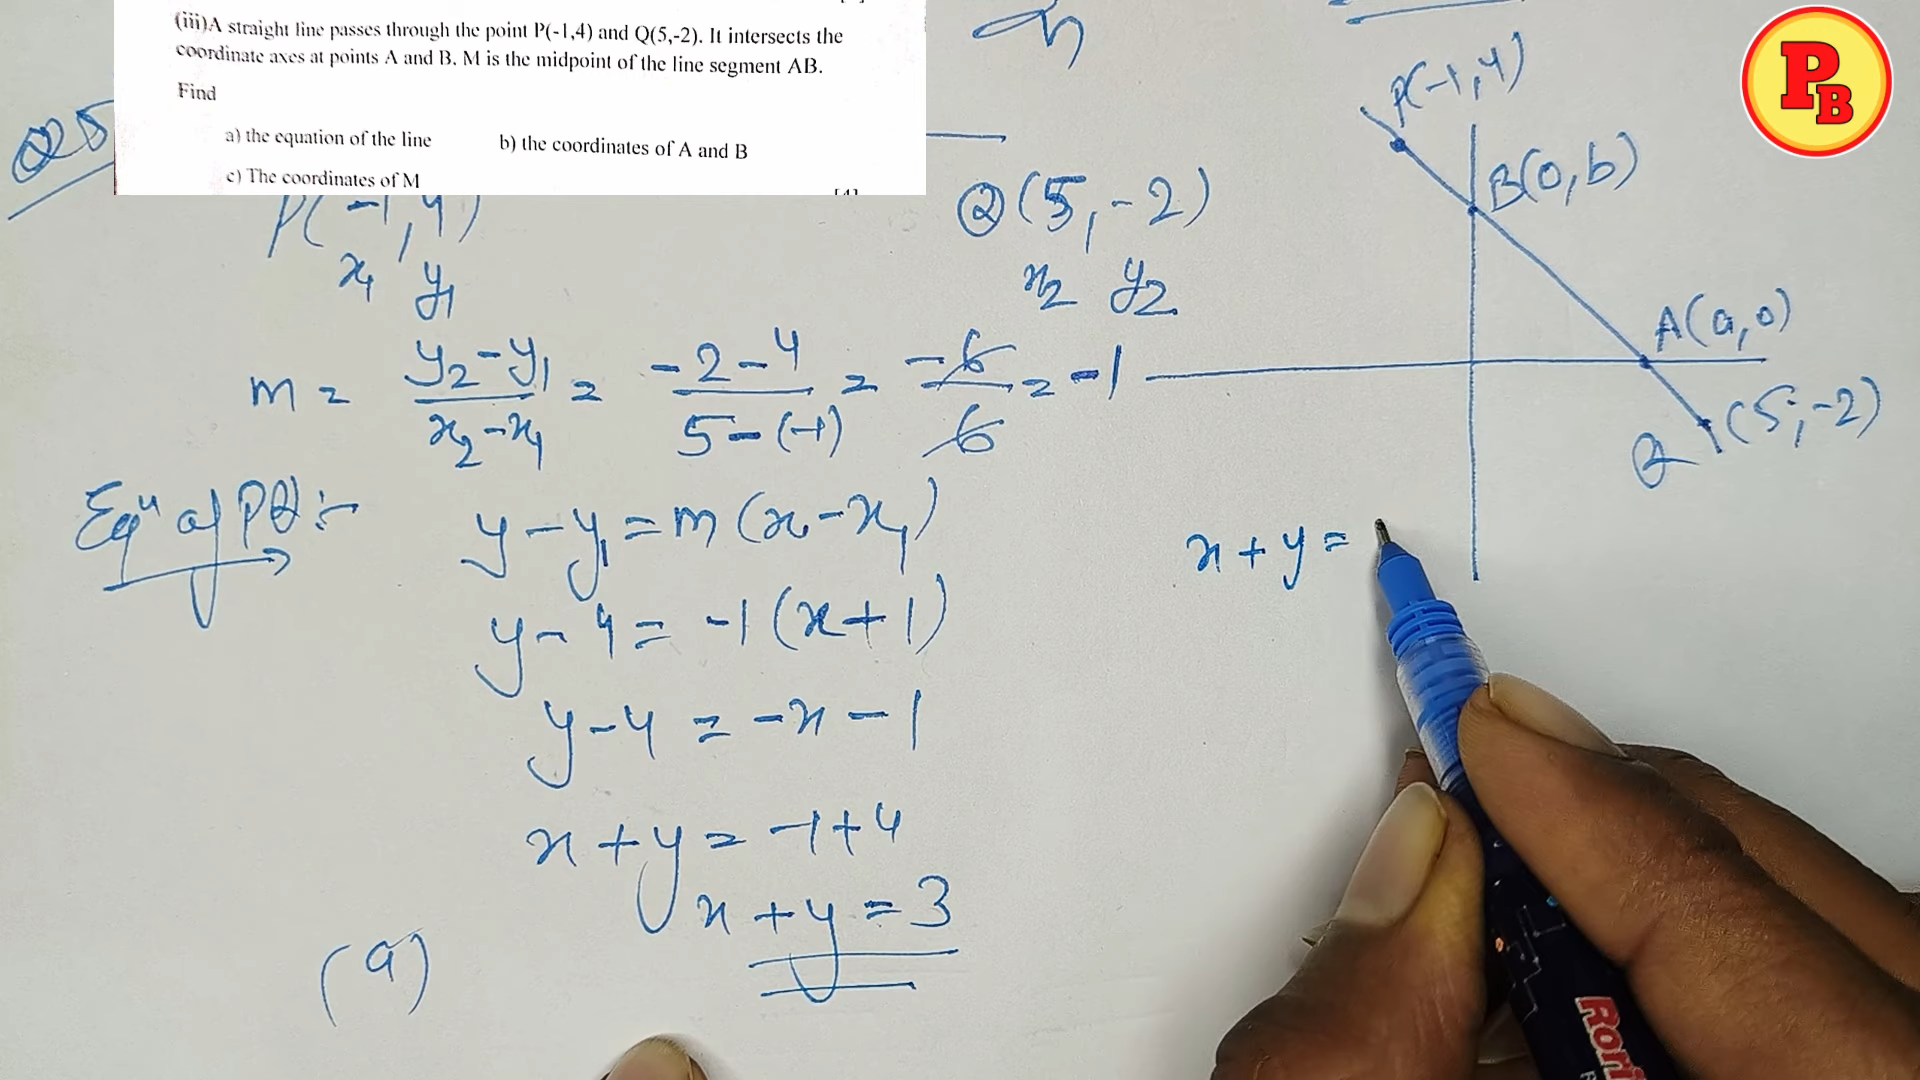 (iii)A straight line passes through the point P(-1,4) and Q(5,-2). It intersects the
coordinate axes at points A and B. M is the midpoint of the line segment AB.
Find
a) the equation of the line b) the coordinates of A and B
c) The coordinates of M
[4]
Q5
P(-1,4) Q(5,-2)
x1 y1 x2 y2
m = y2-y1 / x2-x1 = -2-4 / 5-(-1) = -6 / 6 = -1
Eqn of PQ:-
y-y1=m(x-x1)
y-4=-1(x+1)
y-4=-x-1
x+y=-1+4
x+y=3
(a)
P(-1,4)
B(0,b)
A(a,0)
Q(5,-2)
x+y=
PB
Rori